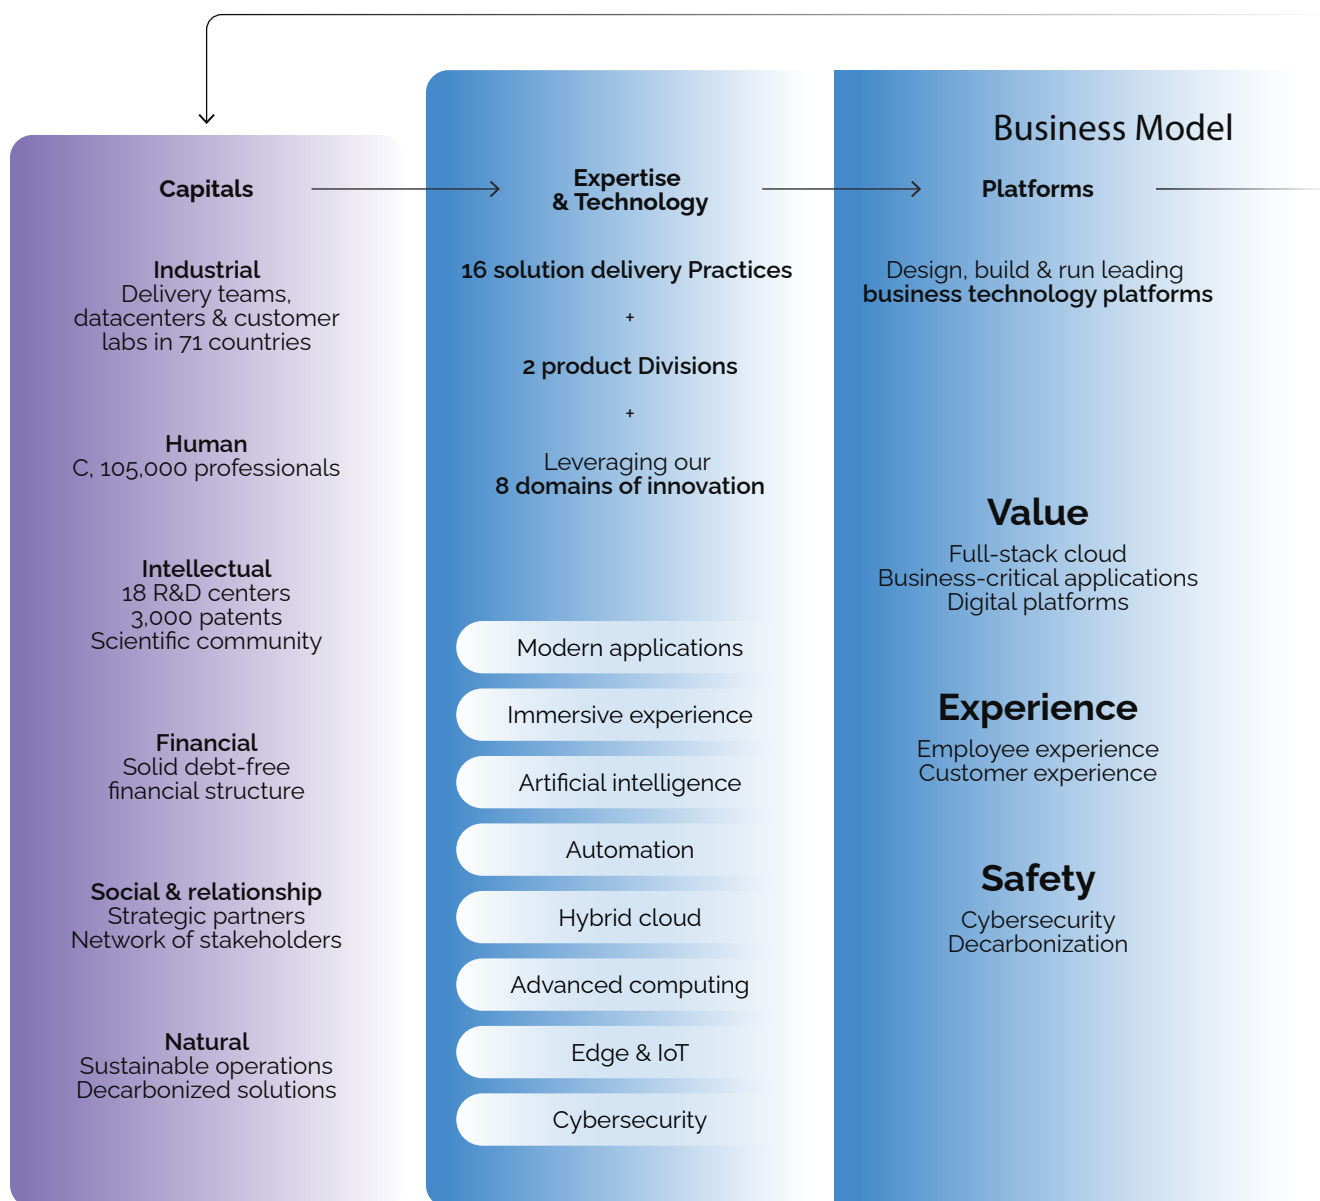 Business Model
Capitals
Industrial
Delivery teams,
datacenters & customer
labs in 71 countries
Human
C, 105,000 professionals
Intellectual
18 R&D centers
3,000 patents
Scientific community
Financial
Solid debt-free
financial structure
Social & relationship
Strategic partners
Network of stakeholders
Natural
Sustainable operations
Decarbonized solutions
Expertise
& Technology
16 solution delivery Practices
+
2 product Divisions
+
Leveraging our
8 domains of innovation
Modern applications
Immersive experience
Artificial intelligence
Automation
Hybrid cloud
Advanced computing
Edge & IoT
Cybersecurity
Platforms
Design, build & run leading
business technology platforms
Value
Full-stack cloud
Business-critical applications
Digital platforms
Experience
Employee experience
Customer experience
Safety
Cybersecurity
Decarbonization